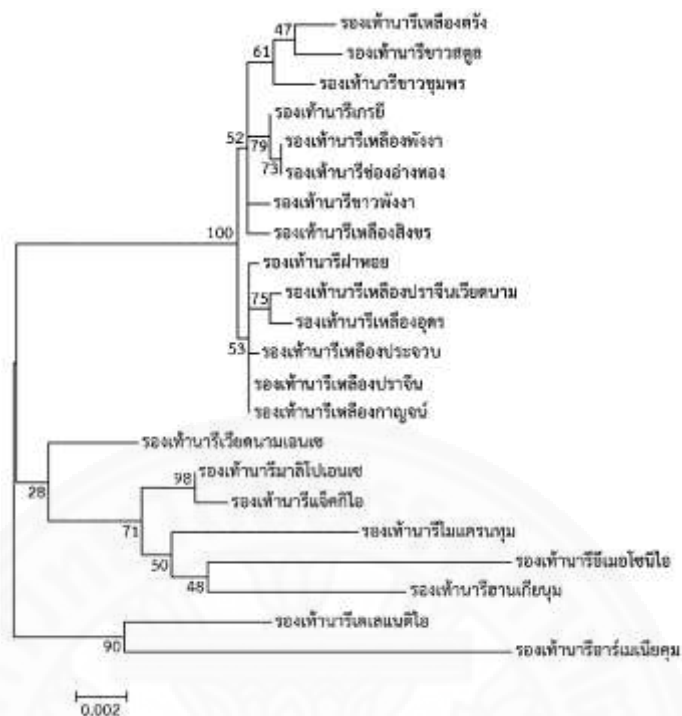 รองเท้านารีเหลืองตรัง
47
รองเท้านารีขาวสตูล
61
รองเท้านารีขาวชุมพร
รองเท้านารีเกรยี
52
79
รองเท้านารีเหลืองพังงา
73
รองเท้านารีช่องอ่างทอง
รองเท้านารีขาวพังงา
100
รองเท้านารีเหลืองสิงขร
รองเท้านารีฝาหอย
75
รองเท้านารีเหลืองปราจีนเวียดนาม
รองเท้านารีเหลืองอุดร
53
รองเท้านารีเหลืองประจวบ
รองเท้านารีเหลืองปราจีน
รองเท้านารีเหลืองกาญจน์
รองเท้านารีเวียดนามเอนเซ
28
98
รองเท้านารีมาลิโปเอนเซ
รองเท้านารีแจ็คกิไอ
71
รองเท้านารีไมแครนทุม
50
รองเท้านารีอีเมอโซนีไอ
48
รองเท้านารีฮานเกียนุม
รองเท้านารีเดเลแนติไอ
90
รองเท้านารีอาร์เมเนียคุม
0.002